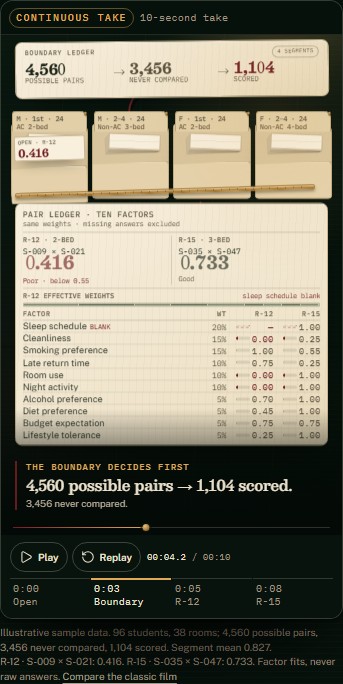 CONTINUOUS TAKE 10-second take
BOUNDARY LEDGER 4 SEGMENTS
4,560 → 3,456 → 1,104
POSSIBLE PAIRS NEVER COMPARED SCORED
M · 1st · 24 M · 2-4 · 24 F · 1st · 24 F · 2-4 · 24
AC 2-bed Non-AC 3-bed AC 2-bed Non-AC 4-bed
OPEN · R-12
0.416
PAIR LEDGER · TEN FACTORS
same weights · missing answers excluded
R-12 · 2-BED R-15 · 3-BED
S-009 × S-021 S-035 × S-047
0.416 0.733
Poor · below 0.55 Good
R-12 EFFECTIVE WEIGHTS sleep schedule blank
FACTOR WT R-12 R-15
Sleep schedule BLANK 20% — 1.00
Cleanliness 15% 0.00 0.25
Smoking preference 15% 1.00 0.55
Late return time 10% 0.75 0.25
Room use 10% 0.00 1.00
Night activity 10% 0.00 1.00
Alcohol preference 5% 0.70 1.00
Diet preference 5% 0.45 1.00
Budget expectation 5% 0.75 1.00
Lifestyle tolerance 5% 0.25 1.00
THE BOUNDARY DECIDES FIRST
4,560 possible pairs → 1,104 scored.
3,456 never compared.
Play Replay 00:04.2 / 00:10
0:00 0:03 0:05 0:08
Open Boundary R-12 R-15
Illustrative sample data. 96 students, 38 rooms; 4,560 possible pairs,
3,456 never compared, 1,104 scored. Segment mean 0.827.
R-12 · S-009 × S-021: 0.416. R-15 · S-035 × S-047: 0.733. Factor fits, never
raw answers. Compare the classic film